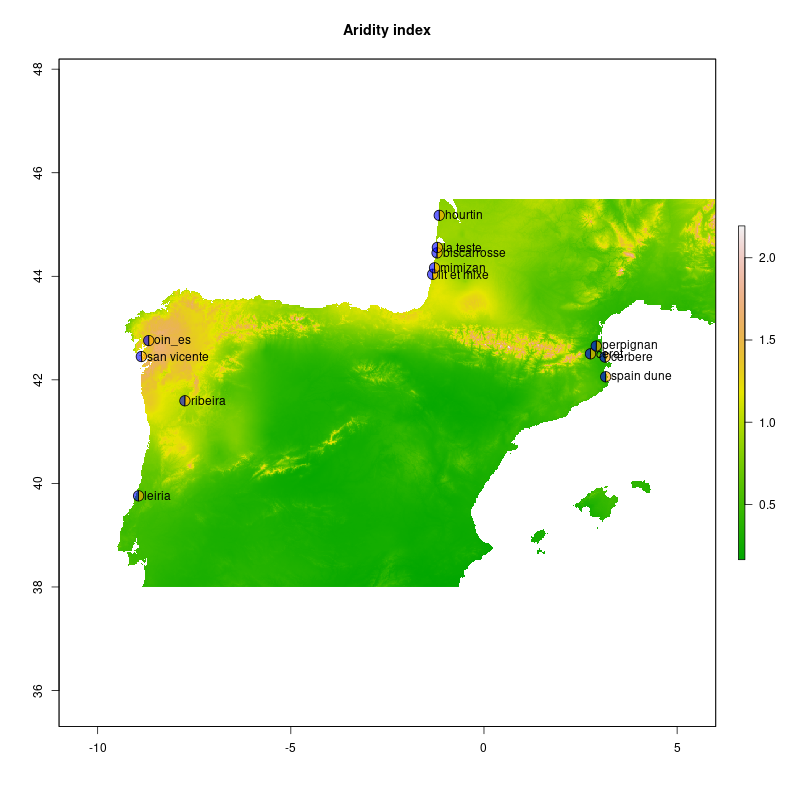 Aridity index
48
46
44
42
40
38
36
hourtin
la teste
biscarrosse
mimizan
lit et mixe
oin_es
san vicente
perpignan
ceret
cerbere
spain dune
ribeira
leiria
2.0
1.5
1.0
0.5
-10
-5
0
5